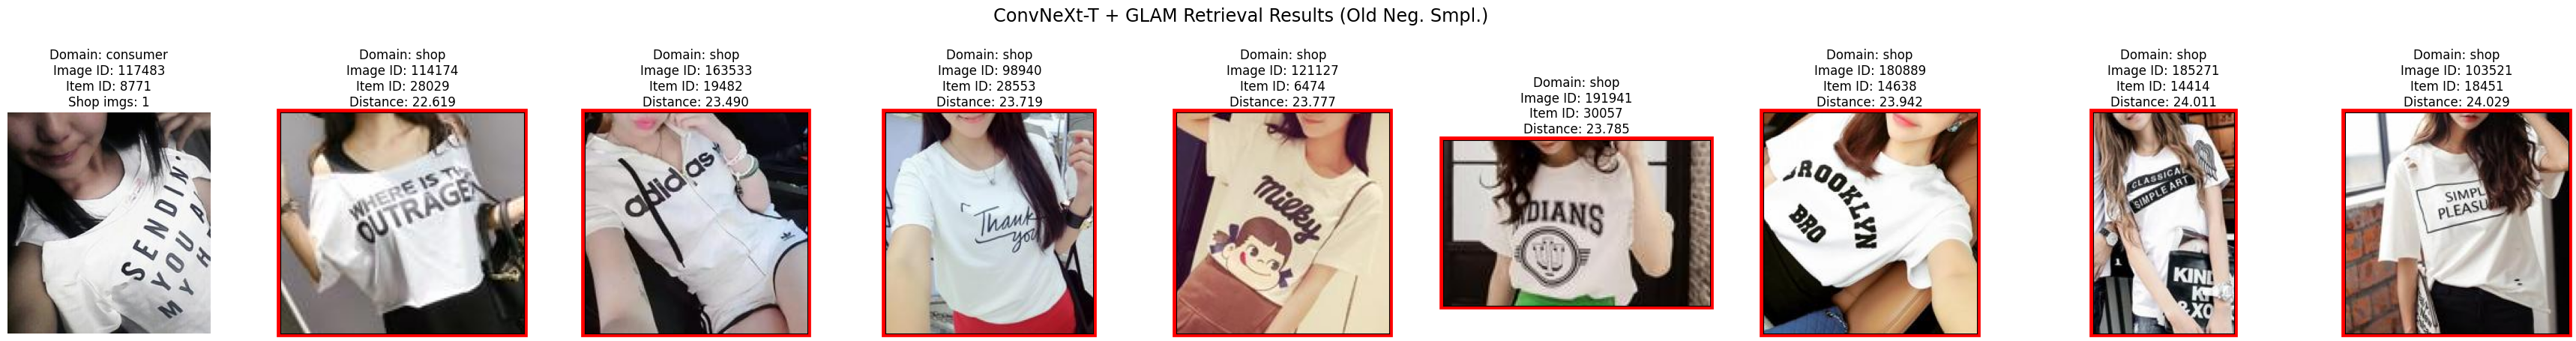 ConvNeXt-T + GLAM Retrieval Results (Old Neg. Smpl.)
Domain: consumer
Image ID: 117483
Item ID: 8771
Shop imgs: 1
Domain: shop
Image ID: 114174
Item ID: 28029
Distance: 22.619
Domain: shop
Image ID: 163533
Item ID: 19482
Distance: 23.490
Domain: shop
Image ID: 98940
Item ID: 28553
Distance: 23.719
Domain: shop
Image ID: 121127
Item ID: 6474
Distance: 23.777
Domain: shop
Image ID: 191941
Item ID: 30057
Distance: 23.785
Domain: shop
Image ID: 180889
Item ID: 14638
Distance: 23.942
Domain: shop
Image ID: 185271
Item ID: 14414
Distance: 24.011
Domain: shop
Image ID: 103521
Item ID: 18451
Distance: 24.029
SENDIN'
YOU A
MY H
WHERE IS TH
OUTRAGE
adidas
Thank
you
Milky
NDIANS
BROOKLYN
BRO
CLASSICAL
SIMPLE ART
KIND
&XO
SIMPL
PLEASU